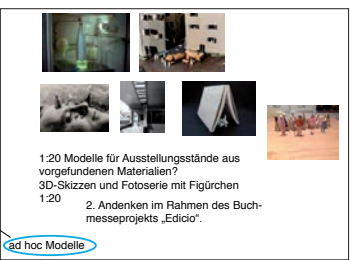 1:20 Modelle für Ausstellungsstände aus
vorgefundenen Materialien?
3D-Skizzen und Fotoserie mit Figürchen
1:20
2. Andenken im Rahmen des Buch-
messeprojekts „Edicio“.
ad hoc Modelle